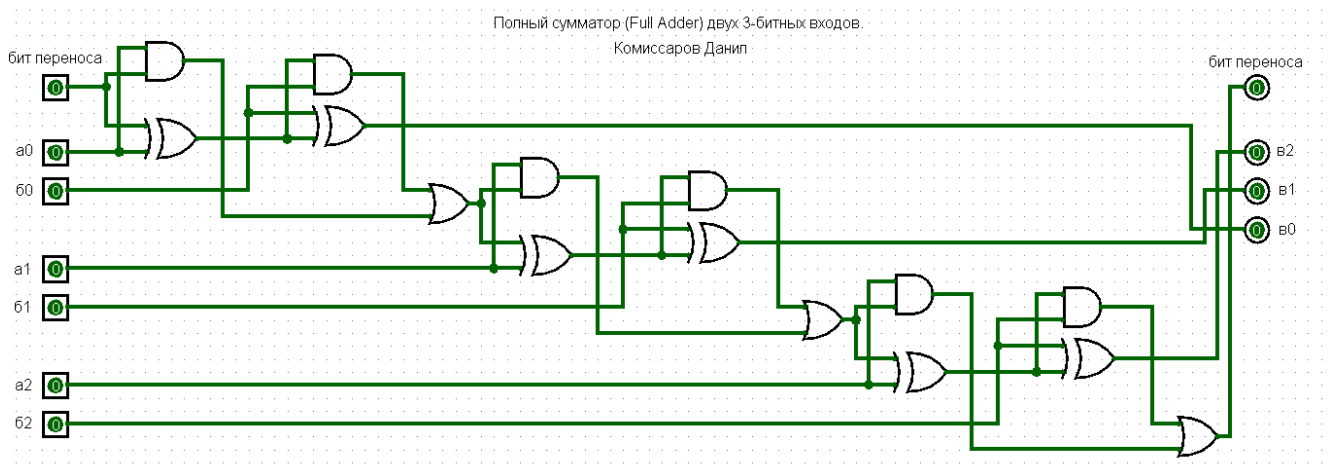 Полный сумматор (Full Adder) двух 3-битных входов.
Комиссаров Данил
бит переноса
0
а0
0
б0
0
а1
0
б1
0
а2
0
б2
0
бит переноса
0
в2
0
в1
0
в0
0